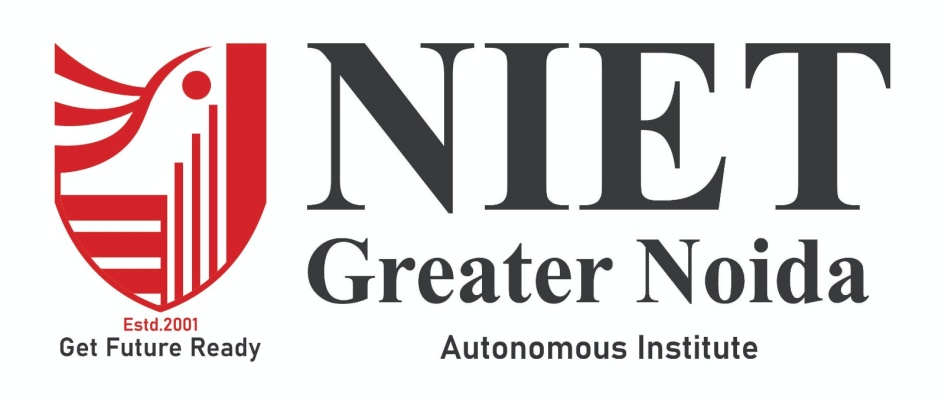 NIET
Greater Noida
Estd.2001
Get Future Ready
Autonomous Institute